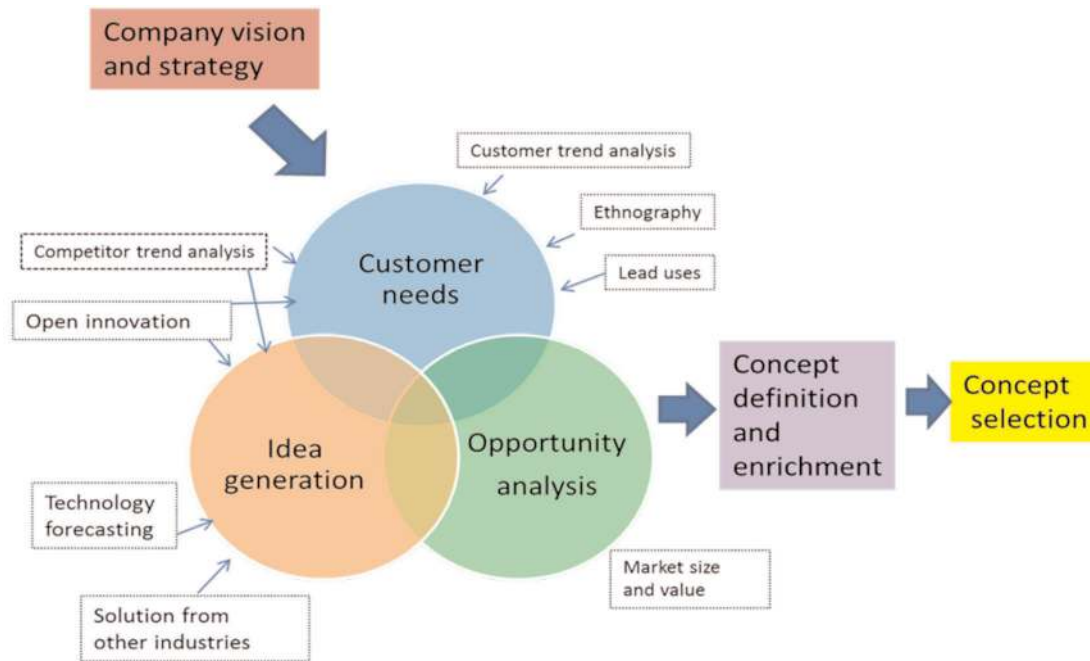 Company vision
and strategy
Customer trend analysis
Ethnography
Competitor trend analysis
Customer
needs
Lead uses
Open innovation
Concept
definition
and
enrichment
Concept
selection
Idea
generation
Opportunity
analysis
Technology
forecasting
Market size
and value
Solution from
other industries